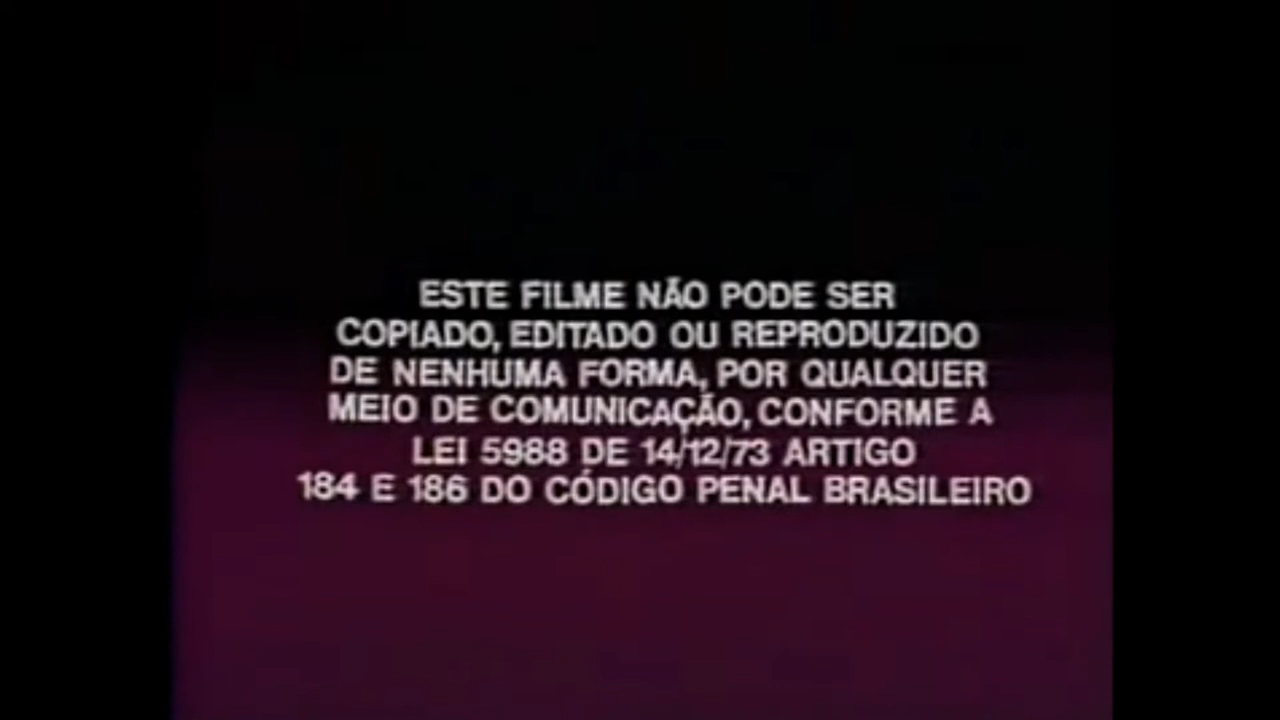 ESTE FILME NÃO PODE SER
COPIADO, EDITADO OU REPRODUZIDO
DE NENHUMA FORMA, POR QUALQUER
MEIO DE COMUNICAÇÃO, CONFORME A
LEI 5988 DE 14/12/73 ARTIGO
184 E 186 DO CÓDIGO PENAL BRASILEIRO